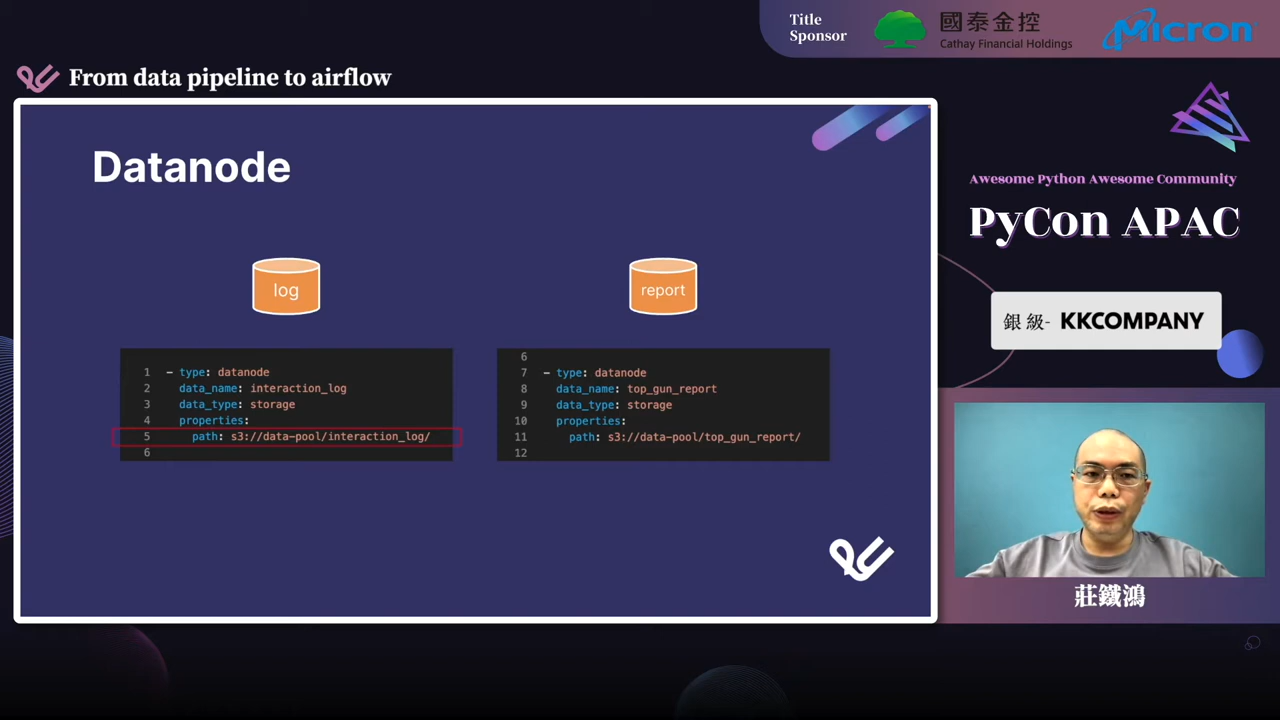 Title
Sponsor
國泰金控
Cathay Financial Holdings
Micron
From data pipeline to airflow
Datanode
log
report
1 - type: datanode
2 data_name: interaction_log
3 data_type: storage
4 properties:
5 path: s3://data-pool/interaction_log/
6
6
7 - type: datanode
8 data_name: top_gun_report
9 data_type: storage
10 properties:
11 path: s3://data-pool/top_gun_report/
12
Awesome Python Awesome Community
PyCon APAC
銀級- KKCOMPANY
莊鐵鴻